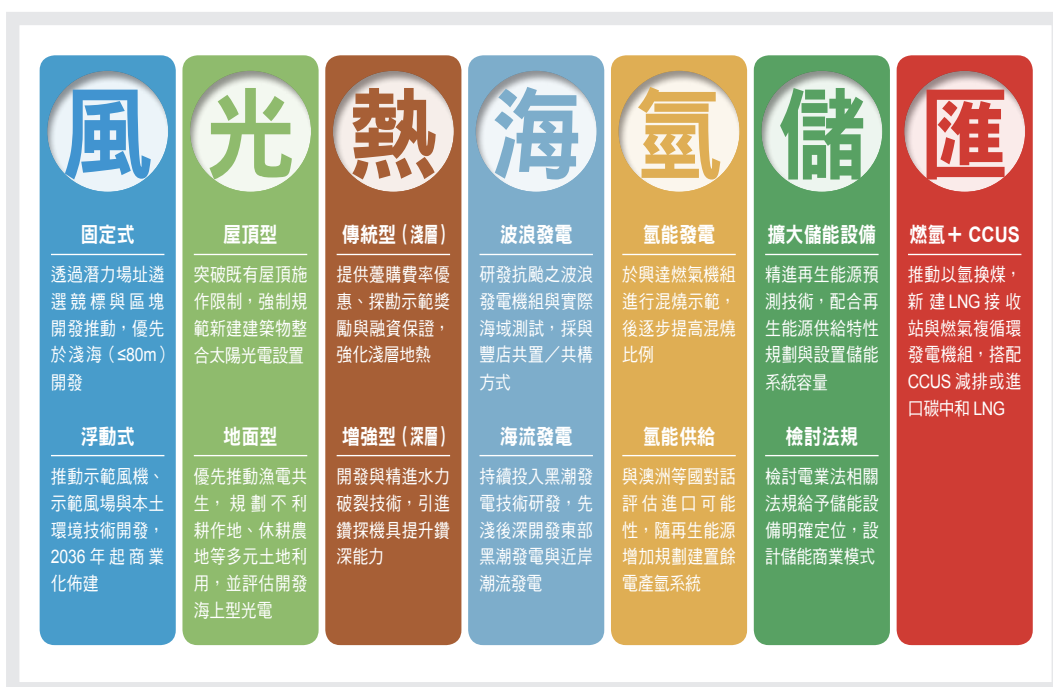 風
固定式
透過潛力場址遴
選競標與區塊
開發推動，優先
於淺海（≤80m）
開發
浮動式
推動示範風機、
示範風場與本土
環境技術開發，
2036年起商業
化佈建
光
屋頂型
突破既有屋頂施
作限制，強制規
範新建建築物整
合太陽光電設置
地面型
優先推動漁電共
生，規劃不利
耕作地、休耕農
地等多元土地利
用，並評估開發
海上型光電
熱
傳統型（淺層）
提供躉購費率優
惠、探勘示範獎
勵與融資保證，
強化淺層地熱
增強型（深層）
開發與精進水力
破裂技術，引進
鑽探機具提升鑽
深能力
海
波浪發電
研發抗颱之波浪
發電機組與實際
海域測試，採與
豐店共置／共構
方式
海流發電
持續投入黑潮發
電技術研發，先
淺後深開發東部
黑潮發電與近岸
潮流發電
氫
氫能發電
於興達燃氣機組
進行混燒示範，
後逐步提高混燒
比例
氫能供給
與澳洲等國對話
評估進口可能
性，隨再生能源
增加規劃建置餘
電產氫系統
儲
擴大儲能設備
精進再生能源預
測技術，配合再
生能源供給特性
規劃與設置儲能
系統容量
檢討法規
檢討電業法相關
法規給予儲能設
備明確定位，設
計儲能商業模式
匯
燃氫＋CCUS
推動以氫換煤，
新建LNG接收
站與燃氣複循環
發電機組，搭配
CCUS減排或進
口碳中和LNG